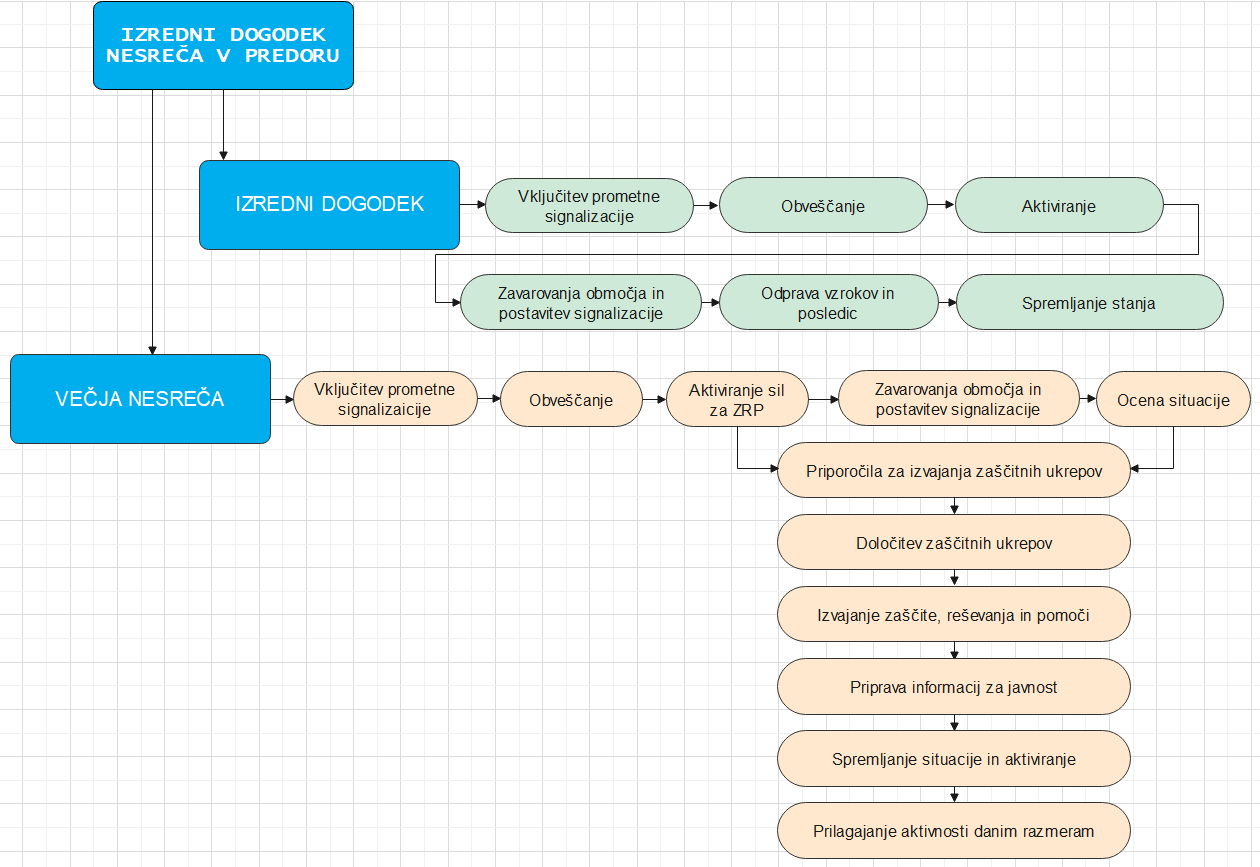 IZREDNI DOGODEK
NESREČA V PREDORU
IZREDNI DOGODEK
Vključitev prometne
signalizacije
Obveščanje
Aktiviranje
Zavarovanja območja in
postavitev signalizacije
Odprava vzrokov in
posledic
Spremljanje stanja
VEČJA NESREČA
Vključitev prometne
signalizaicije
Obveščanje
Aktiviranje sil
za ZRP
Zavarovanja območja in
postavitev signalizacije
Ocena situacije
Priporočila za izvajanja zaščitnih ukrepov
Določitev zaščitnih ukrepov
Izvajanje zaščite, reševanja in pomoči
Priprava informacij za javnost
Spremljanje situacije in aktiviranje
Prilagajanje aktivnosti danim razmeram